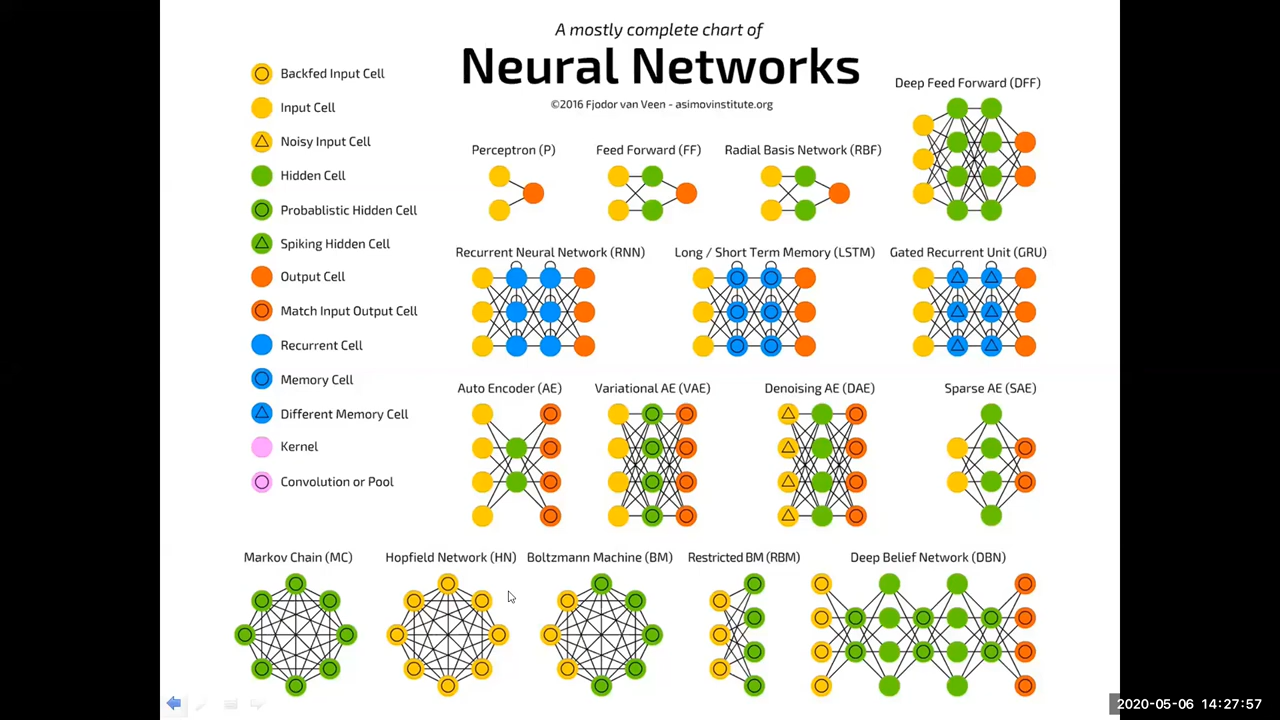 A mostly complete chart of
Neural Networks
©2016 Fjodor van Veen - asimovinstitute.org
Backfed Input Cell
Input Cell
Noisy Input Cell
Hidden Cell
Probablistic Hidden Cell
Spiking Hidden Cell
Output Cell
Match Input Output Cell
Recurrent Cell
Memory Cell
Different Memory Cell
Kernel
Convolution or Pool
Deep Feed Forward (DFF)
Perceptron (P)
Feed Forward (FF)
Radial Basis Network (RBF)
Recurrent Neural Network (RNN)
Long / Short Term Memory (LSTM)
Gated Recurrent Unit (GRU)
Auto Encoder (AE)
Variational AE (VAE)
Denoising AE (DAE)
Sparse AE (SAE)
Markov Chain (MC)
Hopfield Network (HN)
Boltzmann Machine (BM)
Restricted BM (RBM)
Deep Belief Network (DBN)
2020-05-06 14:27:57